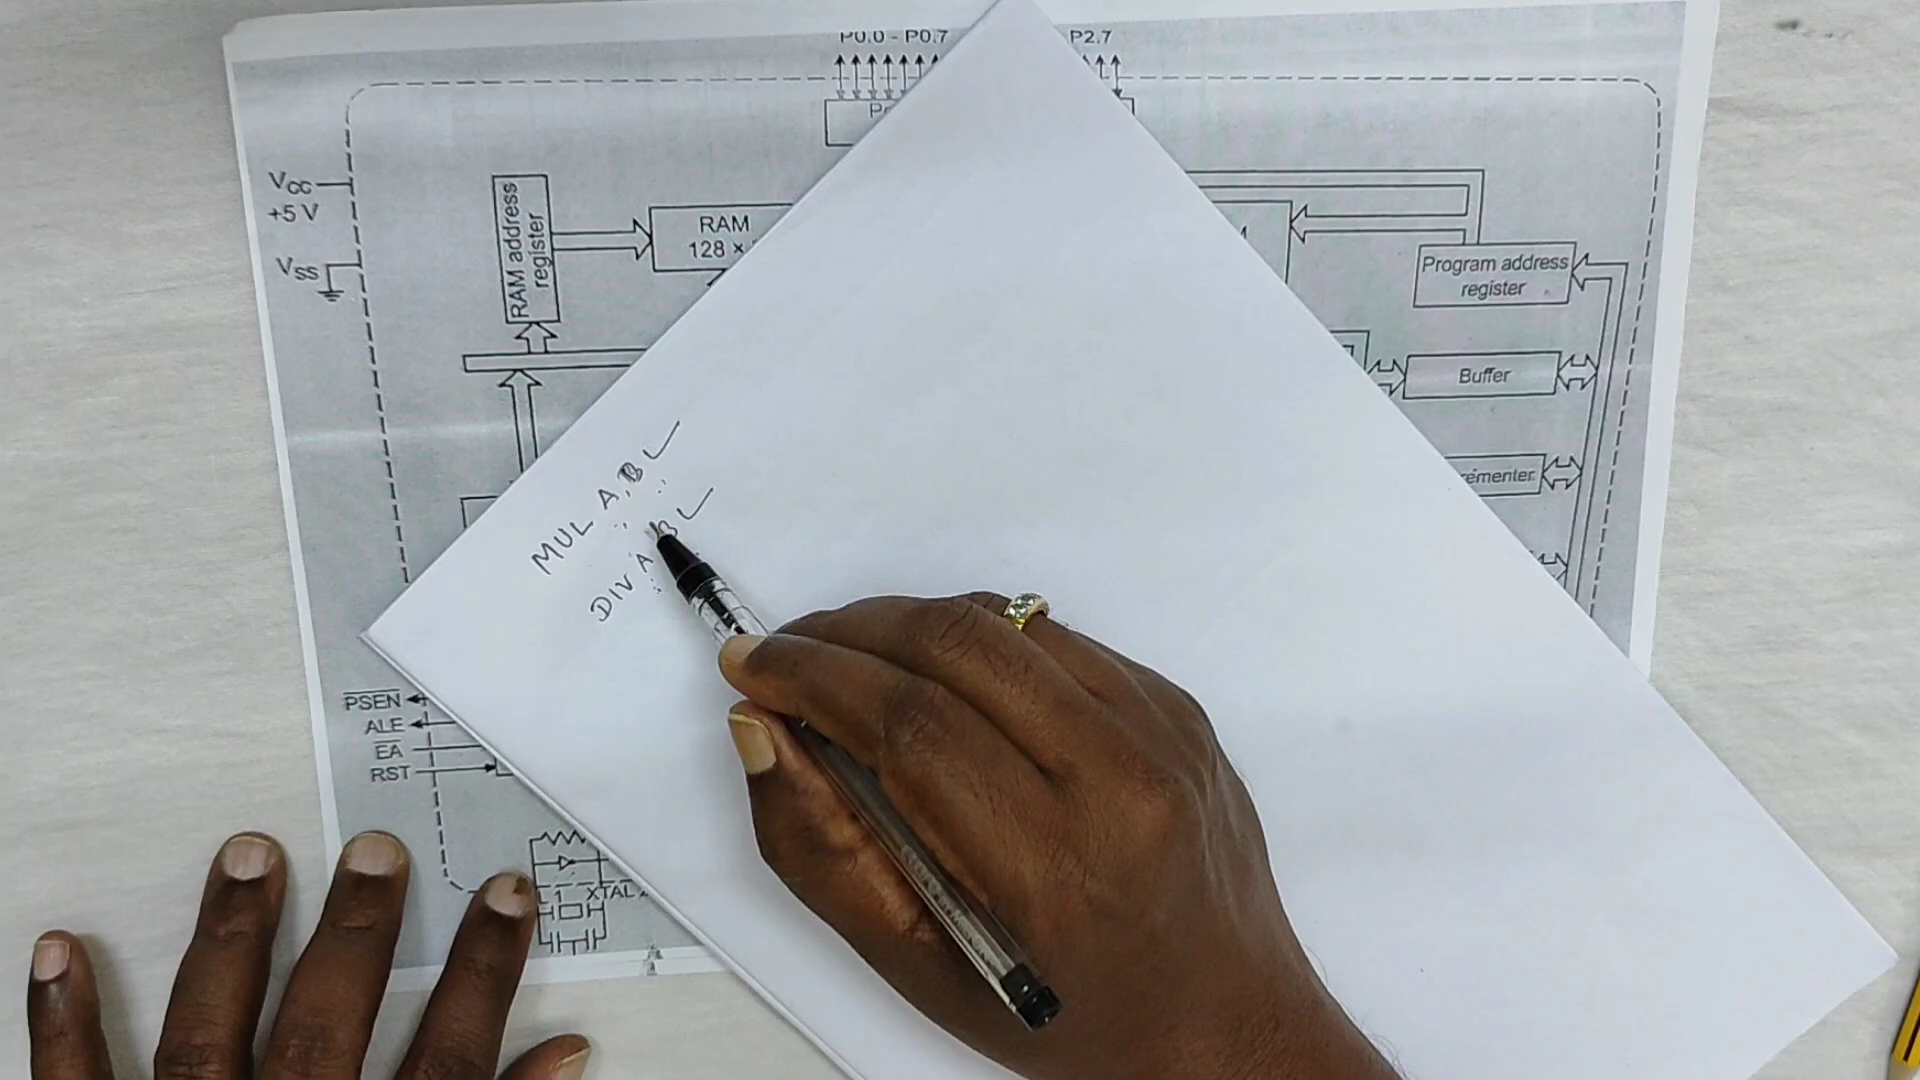 P0.0 - P0.7
P2.7
VCC
+5 V
VSS
RAM address
register
RAM
128 ×
Program address
register
Buffer
MUL A,B
DIV A B
PSEN
ALE
EA
RST
XTAL